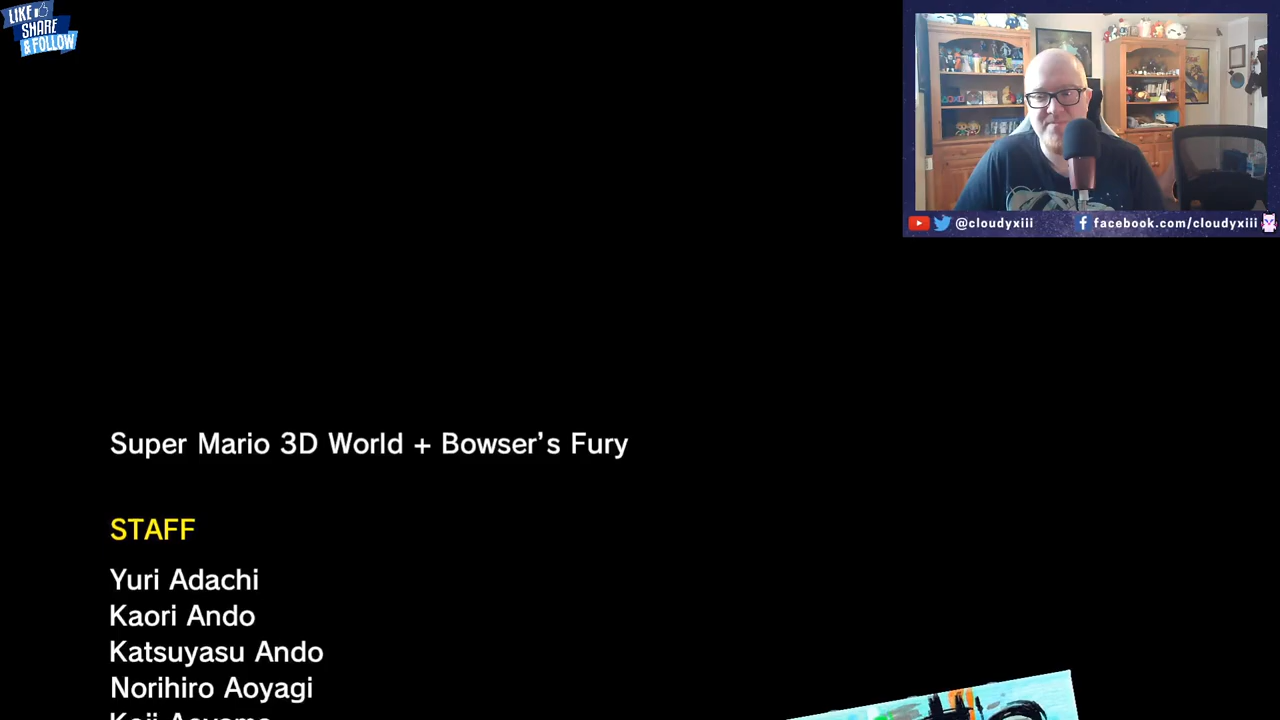 LIKE
SHARE
& FOLLOW
@cloudyxiii
facebook.com/cloudyxiii
Super Mario 3D World + Bowser's Fury
STAFF
Yuri Adachi
Kaori Ando
Katsuyasu Ando
Norihiro Aoyagi